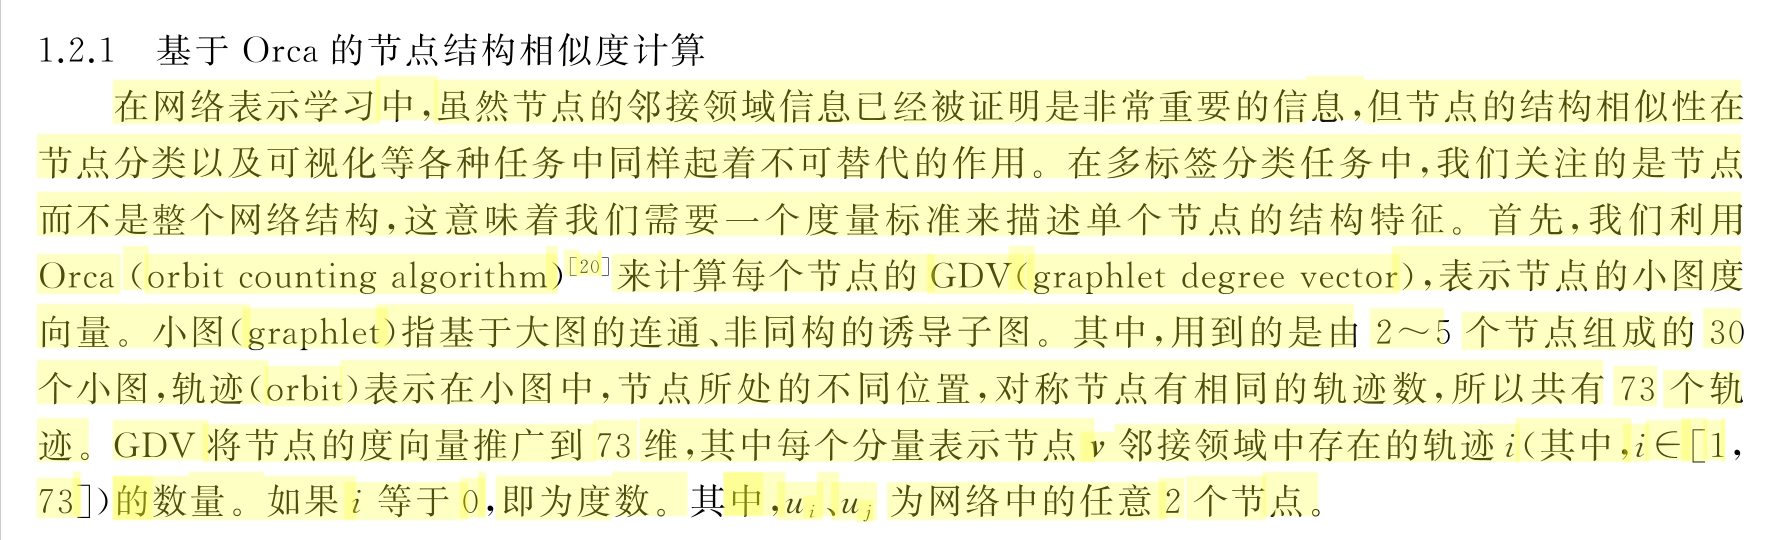 1.2.1 基于 Orca 的节点结构相似度计算
在网络表示学习中,虽然节点的邻接领域信息已经被证明是非常重要的信息,但节点的结构相似性在
节点分类以及可视化等各种任务中同样起着不可替代的作用。在多标签分类任务中,我们关注的是节点
而不是整个网络结构,这意味着我们需要一个度量标准来描述单个节点的结构特征。首先,我们利用
Orca (orbit counting algorithm)[20]来计算每个节点的 GDV(graphlet degree vector),表示节点的小图度
向量。小图(graphlet)指基于大图的连通、非同构的诱导子图。其中,用到的是由 2～5 个节点组成的 30
个小图,轨迹(orbit)表示在小图中,节点所处的不同位置,对称节点有相同的轨迹数,所以共有 73 个轨
迹。GDV 将节点的度向量推广到 73 维,其中每个分量表示节点 v 邻接领域中存在的轨迹 i(其中,i∈[1,
73])的数量。如果 i 等于 0,即为度数。其中,u_i、u_j 为网络中的任意 2 个节点。